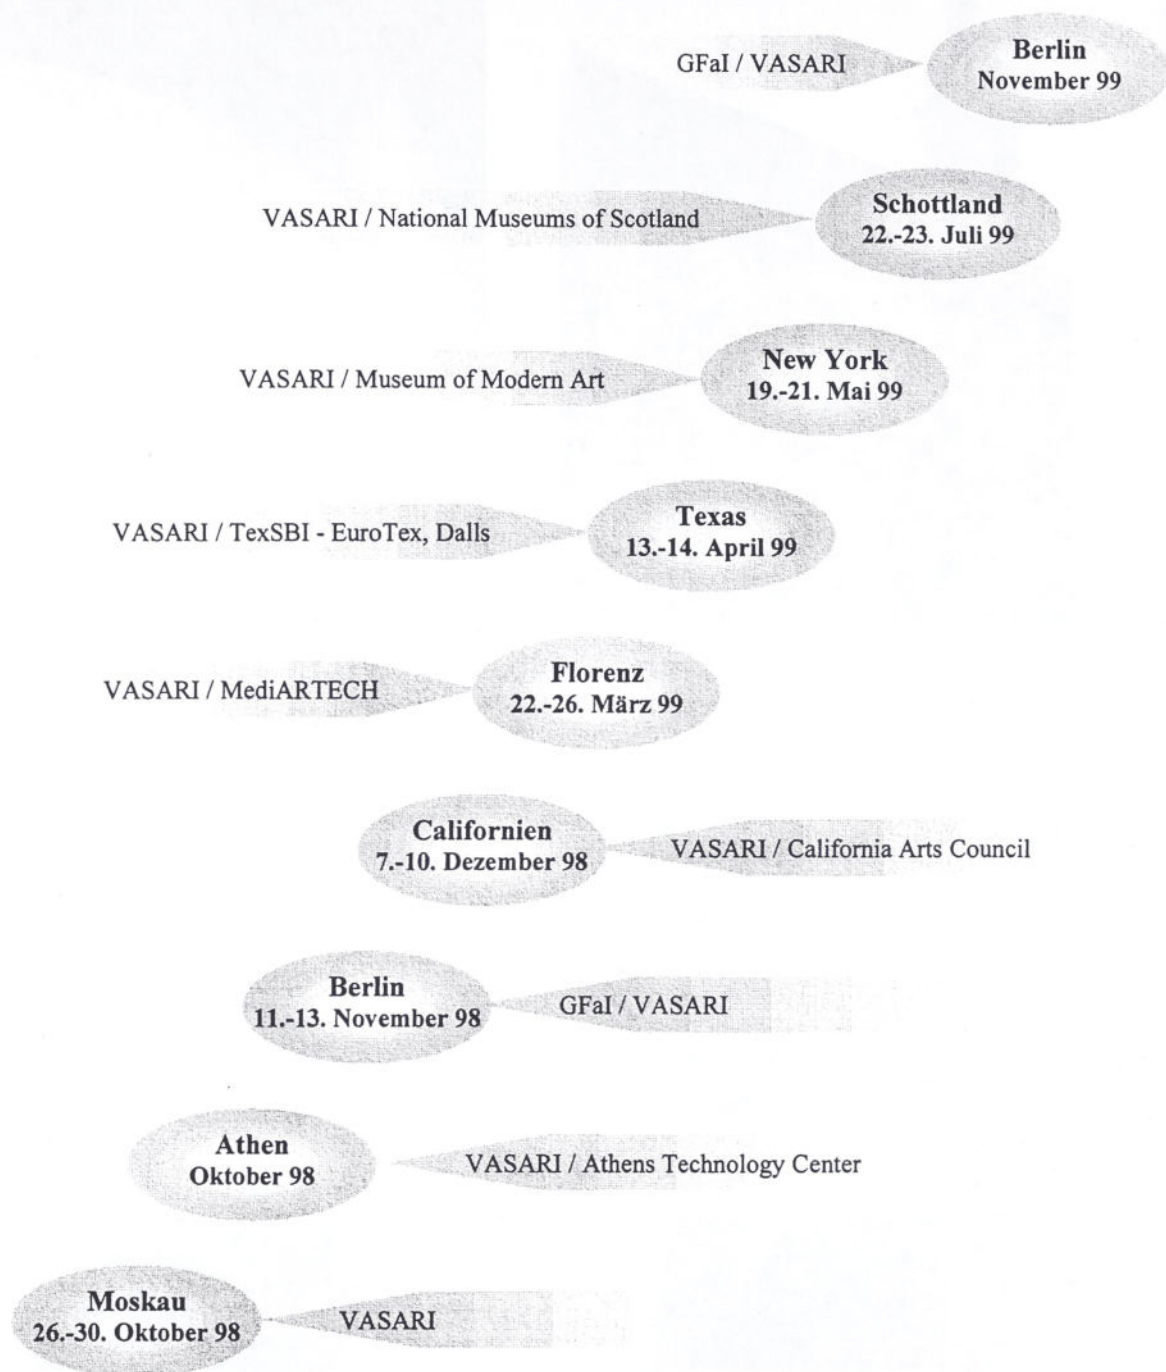 GFaI / VASARI
Berlin
November 99
VASARI / National Museums of Scotland
Schottland
22.-23. Juli 99
VASARI / Museum of Modern Art
New York
19.-21. Mai 99
VASARI / TexSBI - EuroTex, Dalls
Texas
13.-14. April 99
VASARI / MediARTECH
Florenz
22.-26. März 99
Californien
7.-10. Dezember 98
VASARI / California Arts Council
Berlin
11.-13. November 98
GFaI / VASARI
Athen
Oktober 98
VASARI / Athens Technology Center
Moskau
26.-30. Oktober 98
VASARI